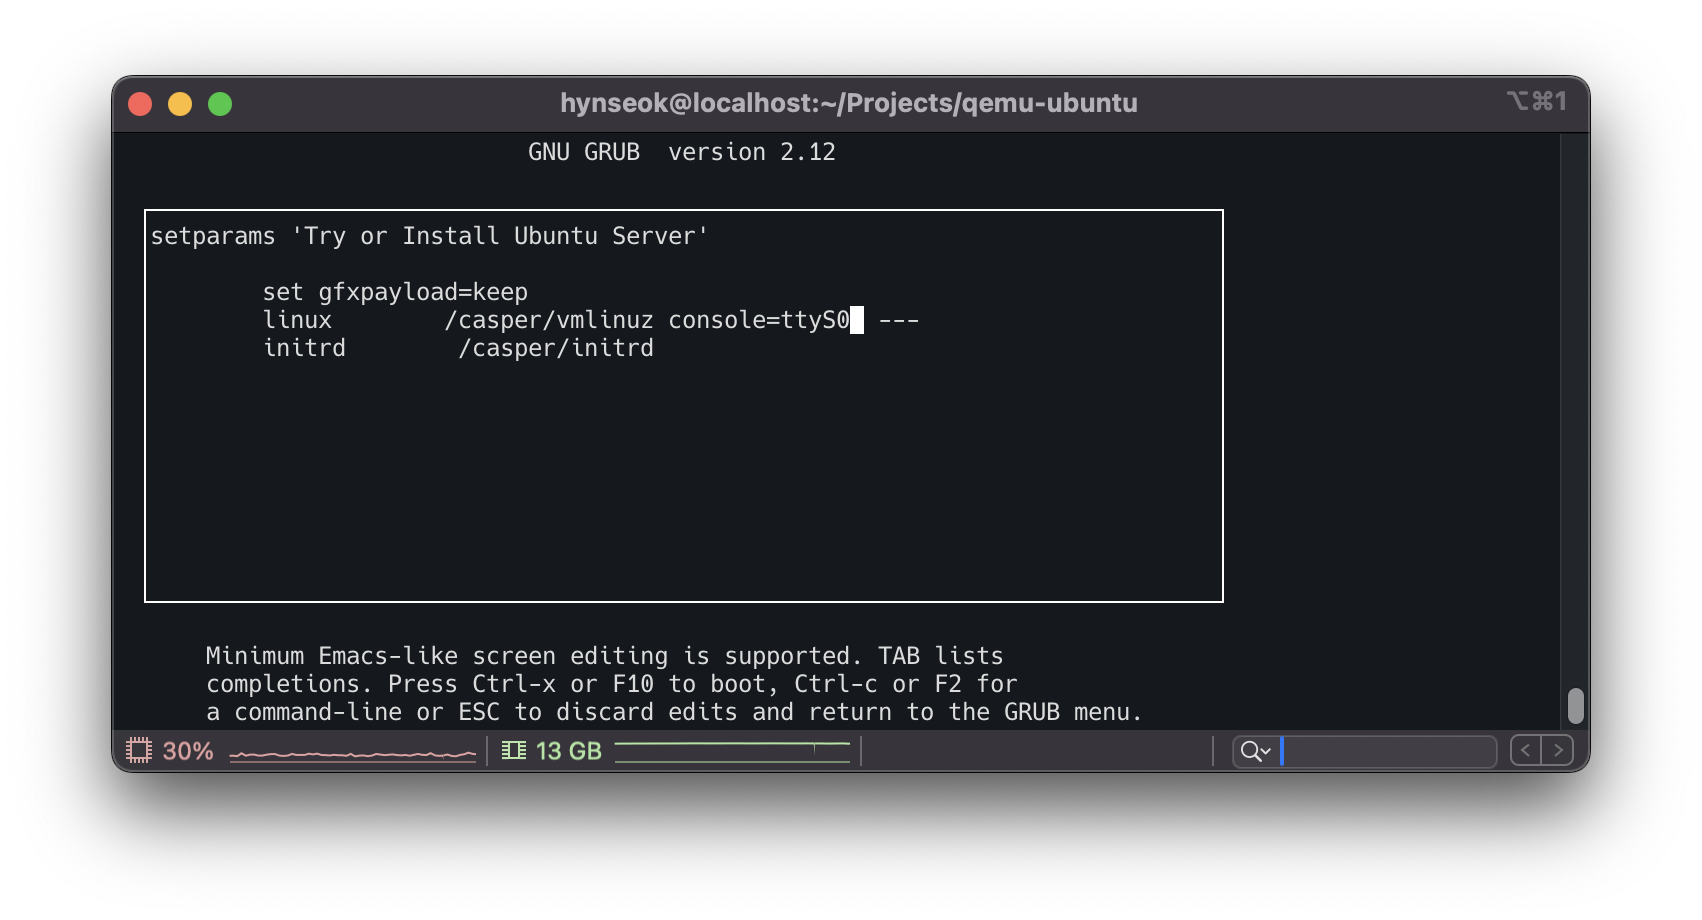 hynseok@localhost:~/Projects/qemu-ubuntu
⌥⌘1
GNU GRUB  version 2.12
setparams 'Try or Install Ubuntu Server'
set gfxpayload=keep
linux        /casper/vmlinuz console=ttyS0 ---
initrd        /casper/initrd
Minimum Emacs-like screen editing is supported. TAB lists
completions. Press Ctrl-x or F10 to boot, Ctrl-c or F2 for
a command-line or ESC to discard edits and return to the GRUB menu.
30%
13 GB